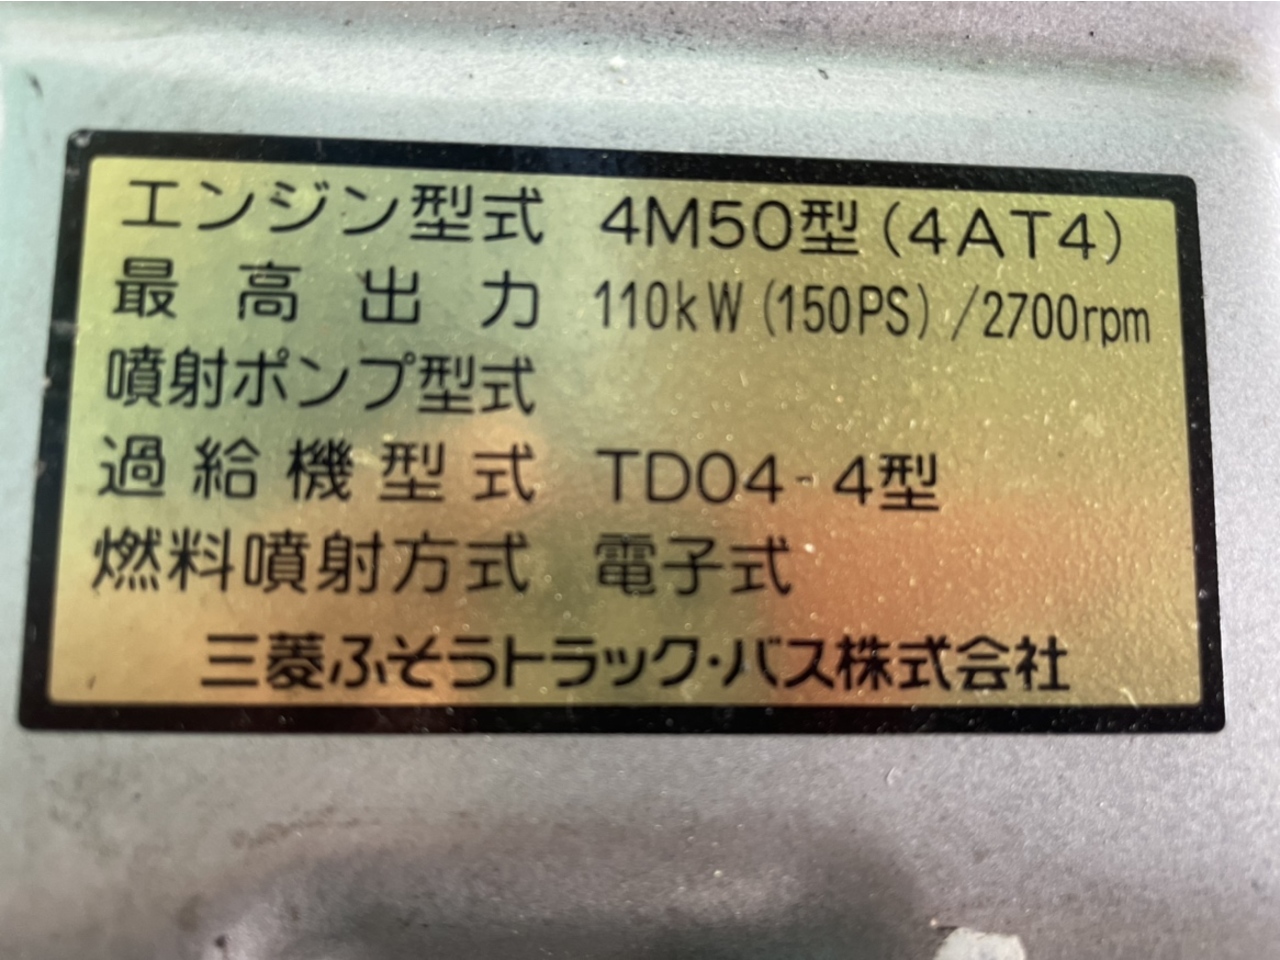 エンジン型式 4M50型(4AT4)
最高出力 110kW(150PS)/2700rpm
噴射ポンプ型式
過給機型式 TD04-4型
燃料噴射方式 電子式
三菱ふそうトラック・バス株式会社